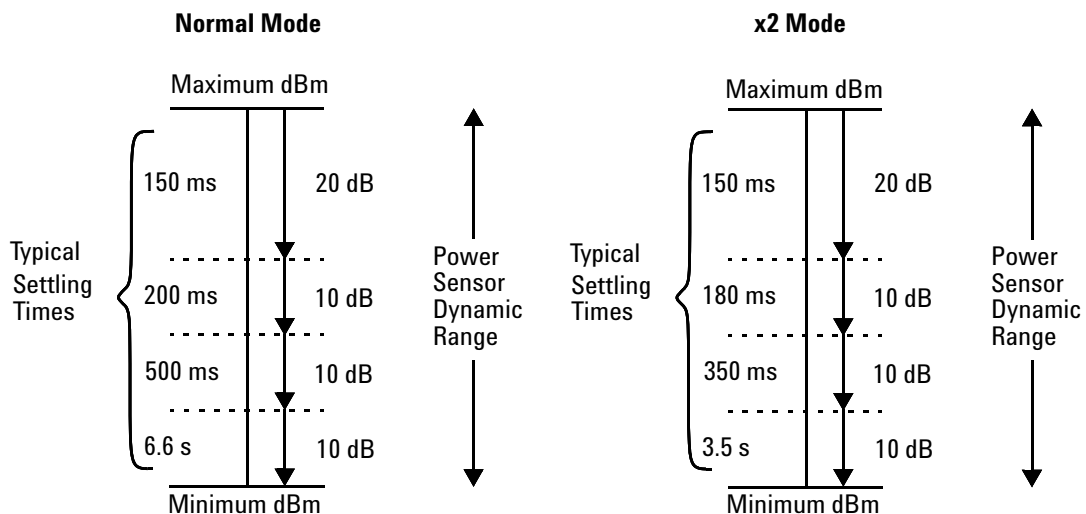 Normal Mode
Maximum dBm
150 ms
20 dB
Typical
Settling
Times
200 ms
10 dB
500 ms
10 dB
6.6 s
10 dB
Minimum dBm
Power
Sensor
Dynamic
Range
x2 Mode
Maximum dBm
150 ms
20 dB
Typical
Settling
Times
180 ms
10 dB
350 ms
10 dB
3.5 s
10 dB
Minimum dBm
Power
Sensor
Dynamic
Range